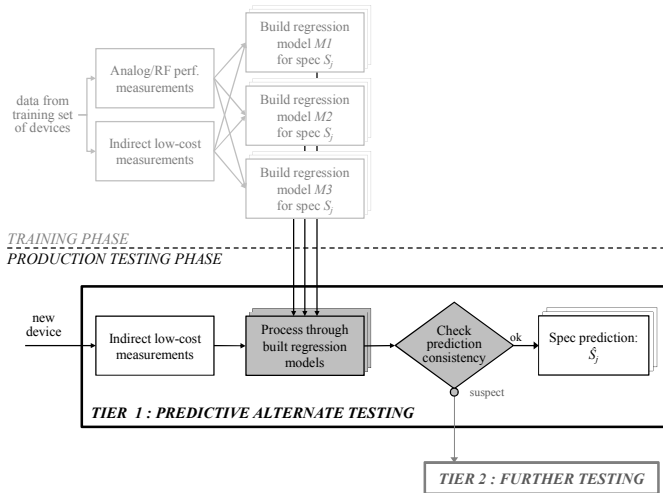 Build regression
model M1
for spec Sj
Analog/RF perf.
measurements
data from
training set
of devices
Build regression
model M2
for spec Sj
Indirect low-cost
measurements
Build regression
model M3
for spec Sj
TRAINING PHASE
PRODUCTION TESTING PHASE
new
device
Indirect low-cost
measurements
Process through
built regression
models
Check
prediction
consistency
ok
Spec prediction:
Ŝj
suspect
TIER 1 : PREDICTIVE ALTERNATE TESTING
TIER 2 : FURTHER TESTING